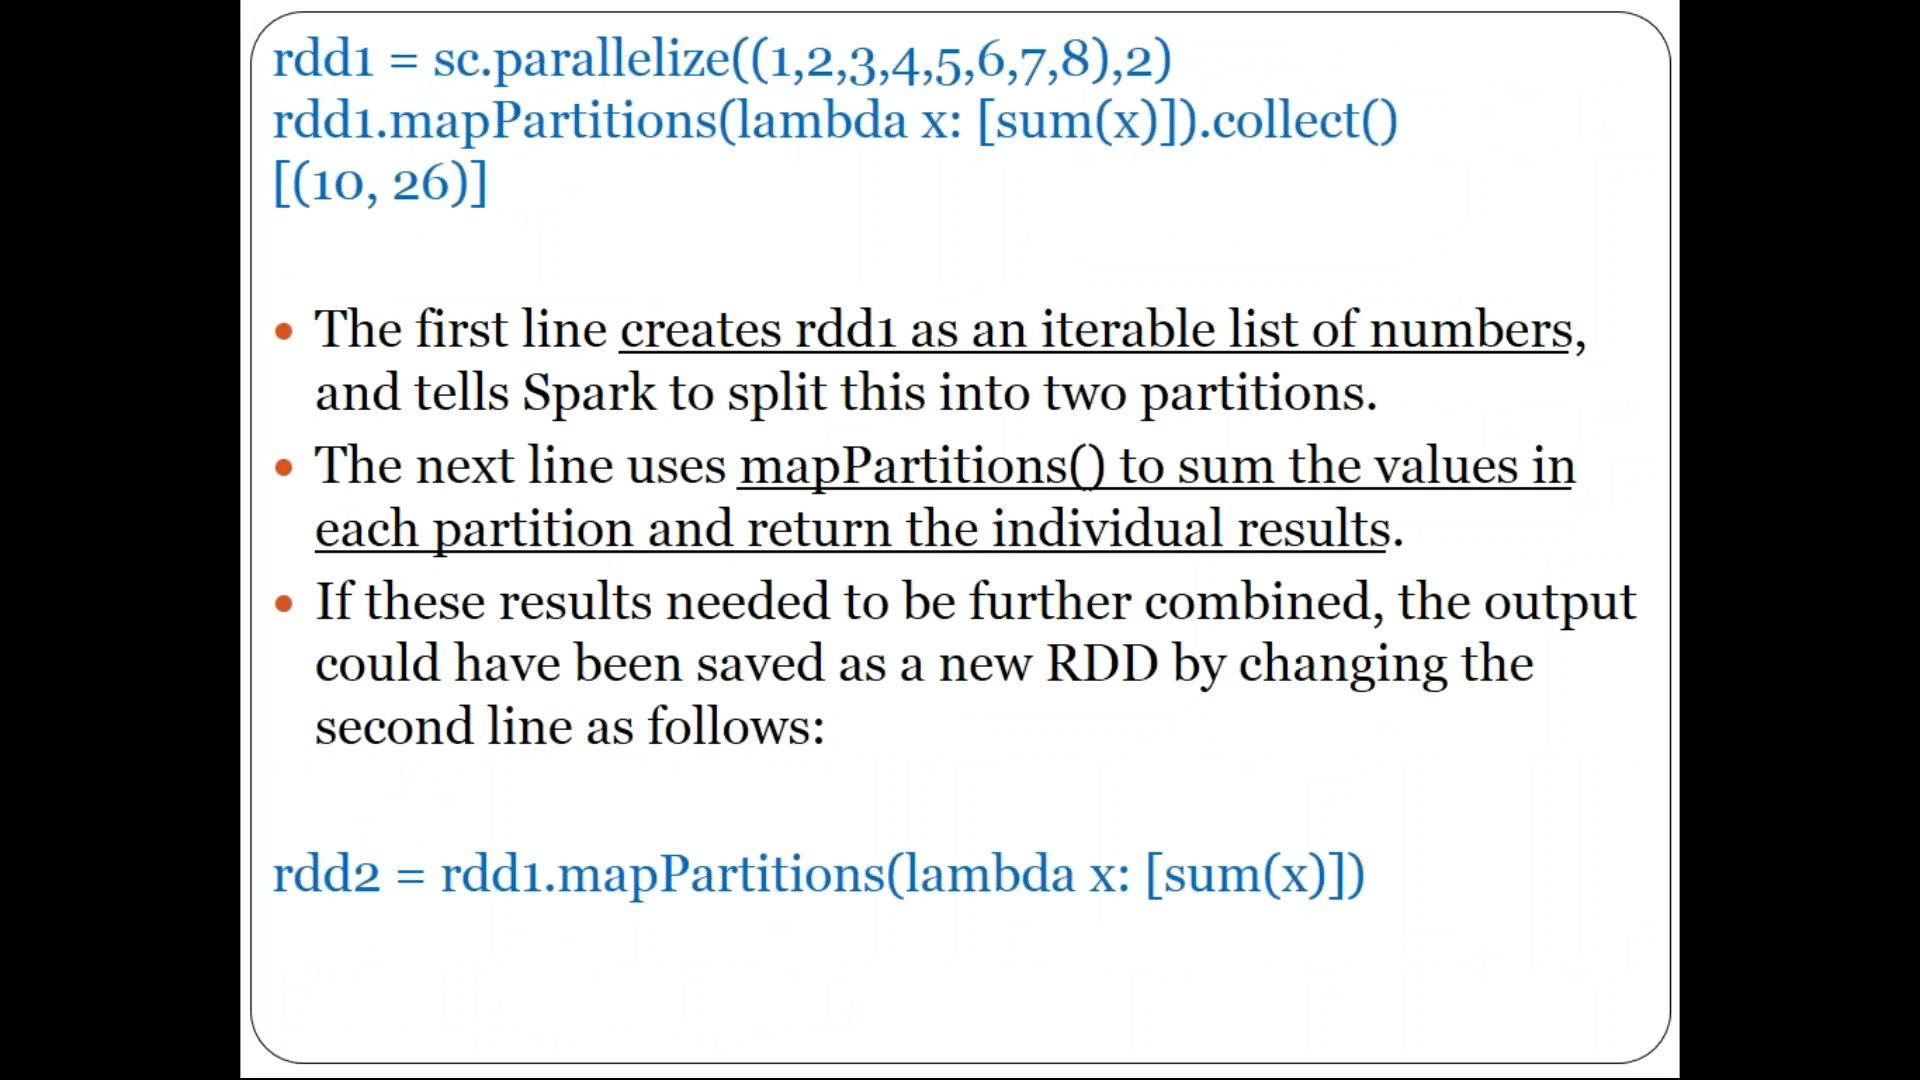 rdd1 = sc.parallelize((1,2,3,4,5,6,7,8),2)
rdd1.mapPartitions(lambda x: [sum(x)]).collect()
[(10, 26)]
• The first line creates rdd1 as an iterable list of numbers,
and tells Spark to split this into two partitions.
• The next line uses mapPartitions() to sum the values in
each partition and return the individual results.
• If these results needed to be further combined, the output
could have been saved as a new RDD by changing the
second line as follows:
rdd2 = rdd1.mapPartitions(lambda x: [sum(x)])